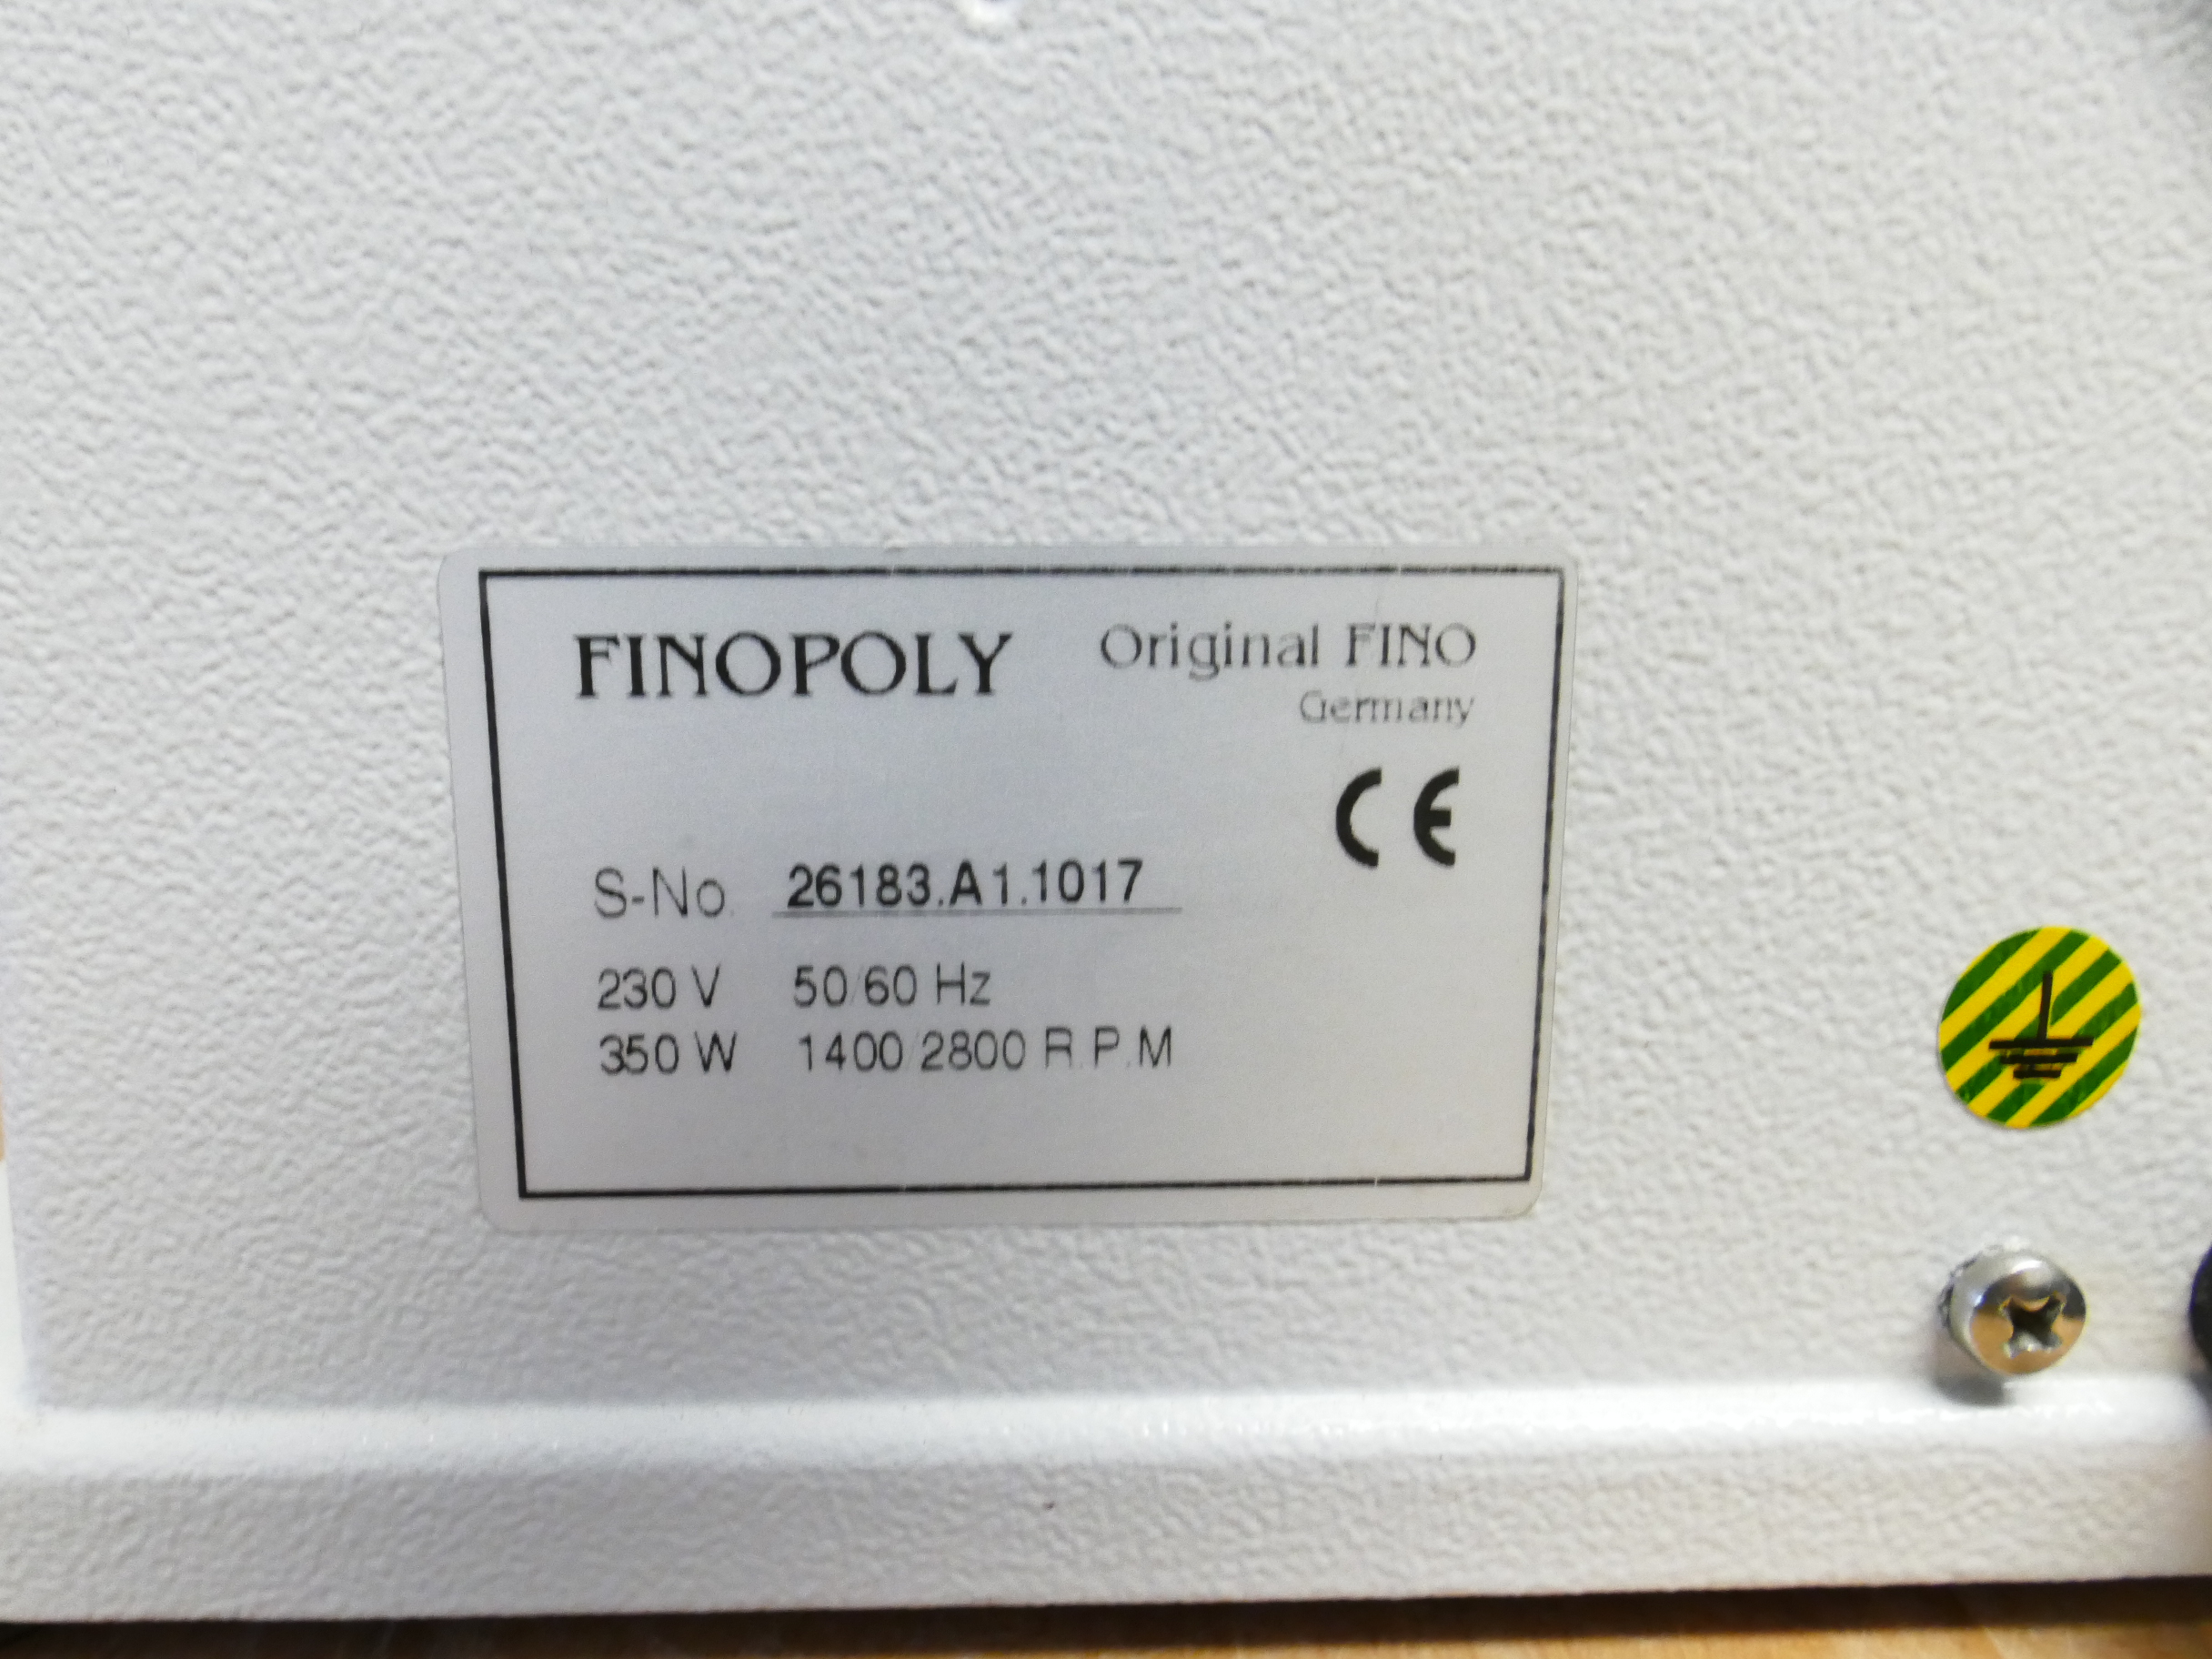 FINOPOLY Original FINO
Germany
CE
S-No. 26183.A1.1017
230 V 50/60 Hz
350 W 1400/2800 R.P.M